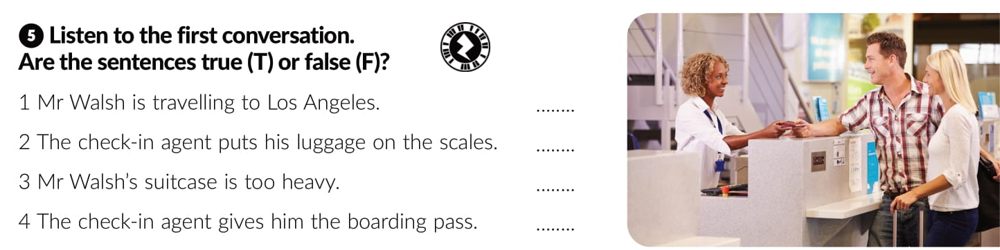 5 Listen to the first conversation.
Are the sentences true (T) or false (F)?
1 Mr Walsh is travelling to Los Angeles. ........
2 The check-in agent puts his luggage on the scales. ........
3 Mr Walsh’s suitcase is too heavy. ........
4 The check-in agent gives him the boarding pass. ........